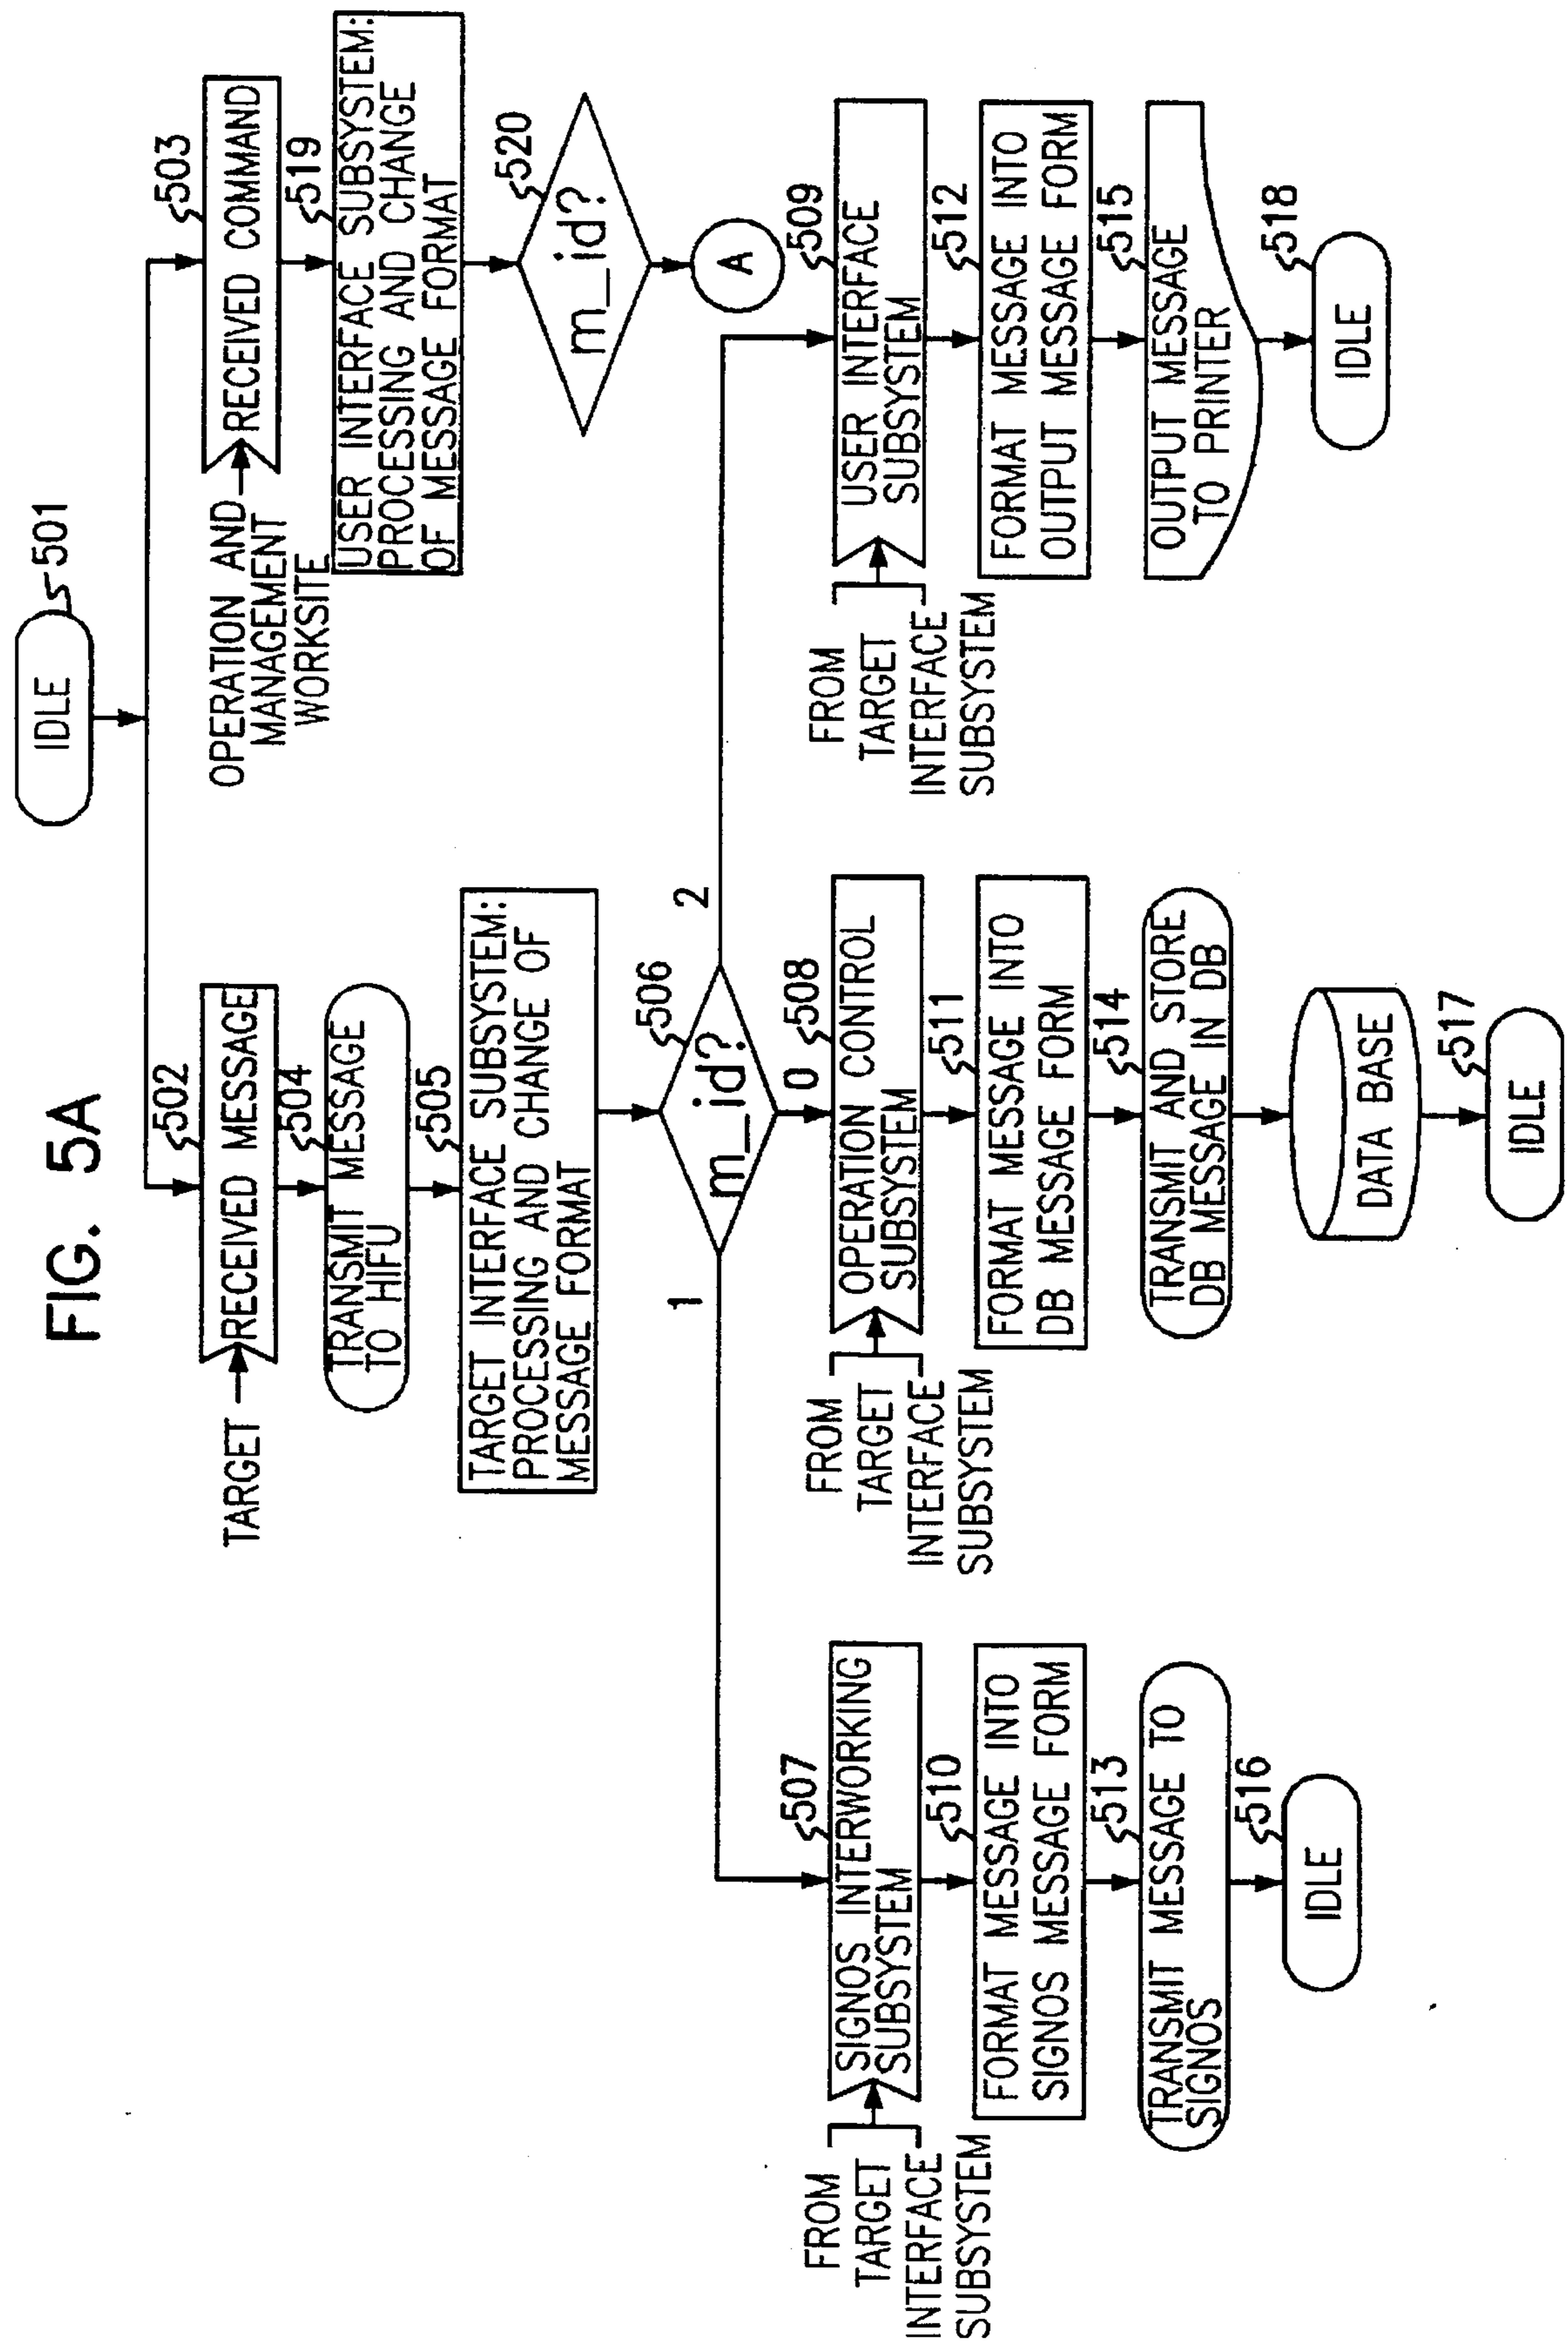 FIG. 5A
IDLE
501
502
TARGET
RECEIVED MESSAGE
504
TRANSMIT MESSAGE
TO HIFU
505
TARGET INTERFACE SUBSYSTEM:
PROCESSING AND CHANGE OF
MESSAGE FORMAT
506
m_id?
1
0
2
503
OPERATION AND
MANAGEMENT
WORKSITE
RECEIVED COMMAND
519
USER INTERFACE SUBSYSTEM:
PROCESSING AND CHANGE
OF MESSAGE FORMAT
520
m_id?
A
507
FROM
TARGET
INTERFACE
SUBSYSTEM
SIGNOS INTERWORKING
SUBSYSTEM
510
FORMAT MESSAGE INTO
SIGNOS MESSAGE FORM
513
TRANSMIT MESSAGE TO
SIGNOS
516
IDLE
508
FROM
TARGET
INTERFACE
SUBSYSTEM
OPERATION CONTROL
SUBSYSTEM
511
FORMAT MESSAGE INTO
DB MESSAGE FORM
514
TRANSMIT AND STORE
DB MESSAGE IN DB
DATA BASE
517
IDLE
509
FROM
TARGET
INTERFACE
SUBSYSTEM
USER INTERFACE
SUBSYSTEM
512
FORMAT MESSAGE INTO
OUTPUT MESSAGE FORM
515
OUTPUT MESSAGE
TO PRINTER
518
IDLE